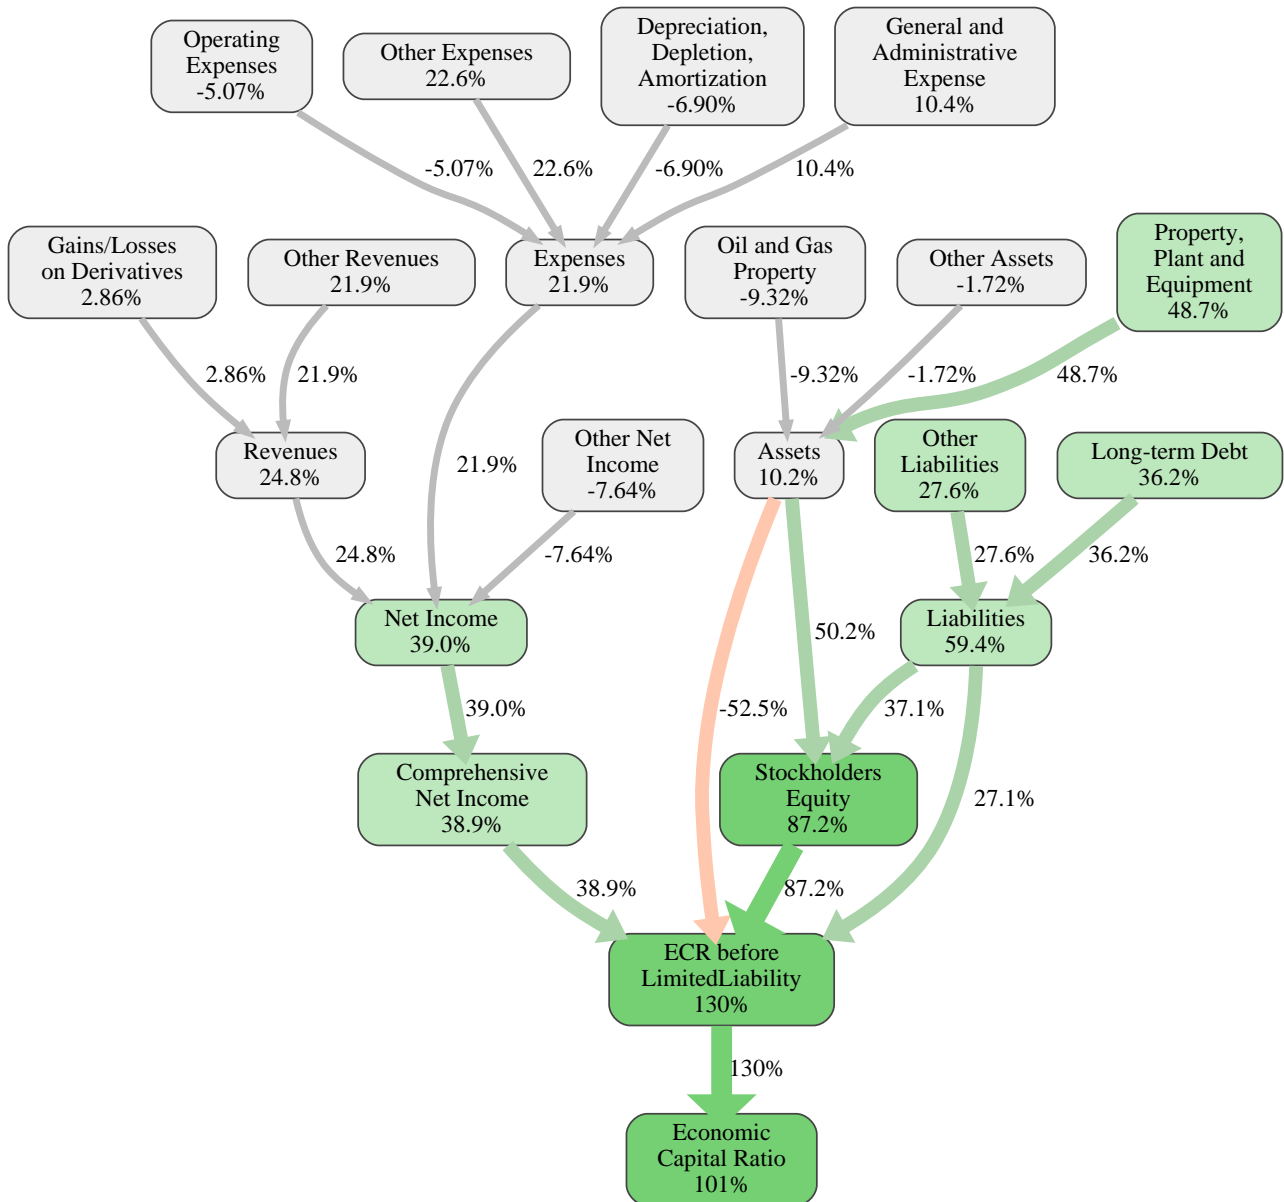 Operating
Expenses
-5.07%
Other Expenses
22.6%
Depreciation,
Depletion,
Amortization
-6.90%
General and
Administrative
Expense
10.4%
-5.07%
22.6%
-6.90%
10.4%
Gains/Losses
on Derivatives
2.86%
Other Revenues
21.9%
Expenses
21.9%
Oil and Gas
Property
-9.32%
Other Assets
-1.72%
Property,
Plant and
Equipment
48.7%
2.86%
21.9%
-9.32%
-1.72%
48.7%
Revenues
24.8%
21.9%
Other Net
Income
-7.64%
Assets
10.2%
Other
Liabilities
27.6%
Long-term Debt
36.2%
24.8%
-7.64%
27.6%
36.2%
Net Income
39.0%
50.2%
Liabilities
59.4%
39.0%
-52.5%
37.1%
Comprehensive
Net Income
38.9%
Stockholders
Equity
87.2%
27.1%
38.9%
87.2%
ECR before
LimitedLiability
130%
130%
Economic
Capital Ratio
101%